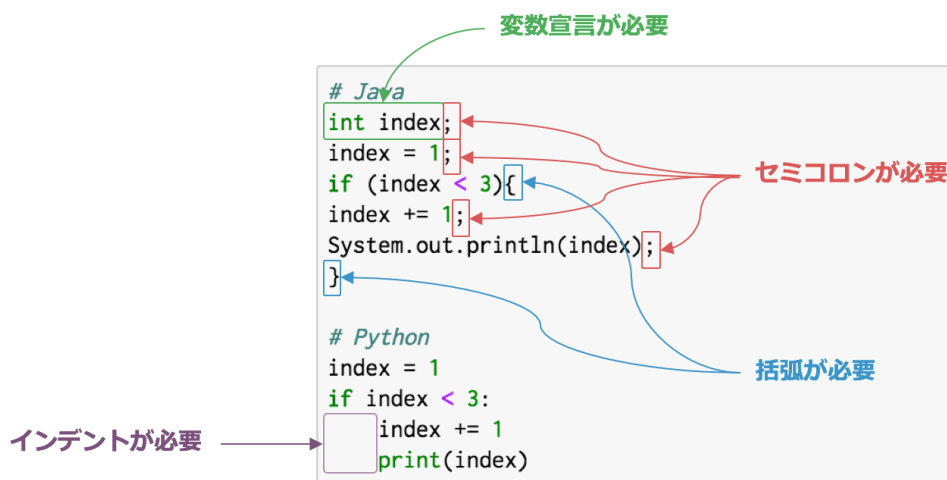 変数宣言が必要
# Java
int index;
index = 1;
if (index < 3){
index += 1;
System.out.println(index);
}
セミコロンが必要
括弧が必要
# Python
index = 1
if index < 3:
    index += 1
    print(index)
インデントが必要